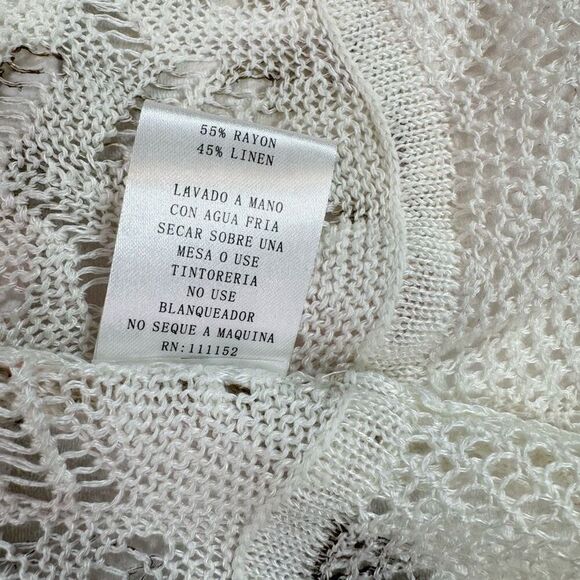 55% RAYON
45% LINEN
LAVADO A MANO
CON AGUA FRIA
SECAR SOBRE UNA
MESA O USE
TINTORERIA
NO USE
BLANQUEADOR
NO SEQUE A MAQUINA
RN:111152